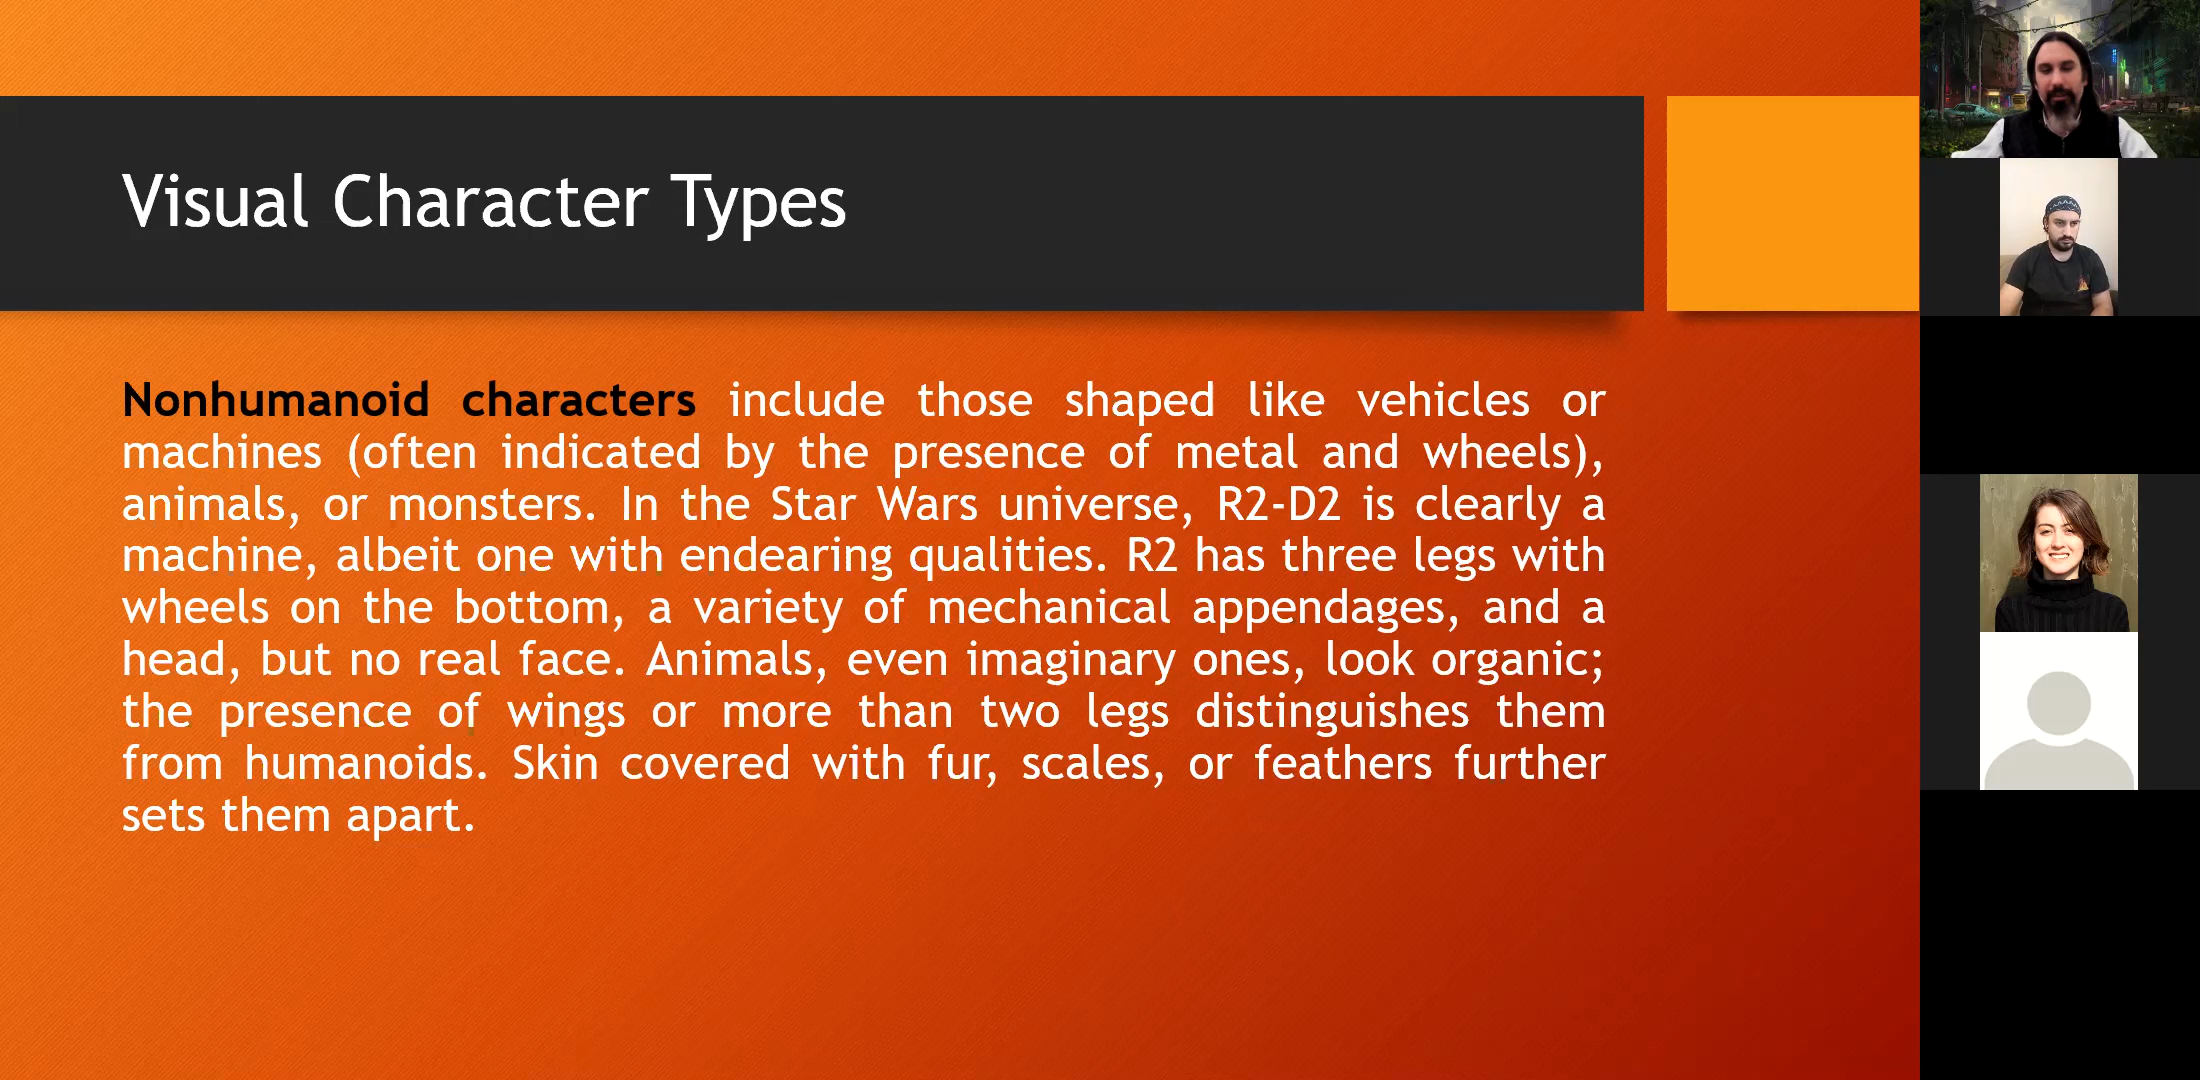 Visual Character Types
Nonhumanoid characters include those shaped like vehicles or
machines (often indicated by the presence of metal and wheels),
animals, or monsters. In the Star Wars universe, R2-D2 is clearly a
machine, albeit one with endearing qualities. R2 has three legs with
wheels on the bottom, a variety of mechanical appendages, and a
head, but no real face. Animals, even imaginary ones, look organic;
the presence of wings or more than two legs distinguishes them
from humanoids. Skin covered with fur, scales, or feathers further
sets them apart.